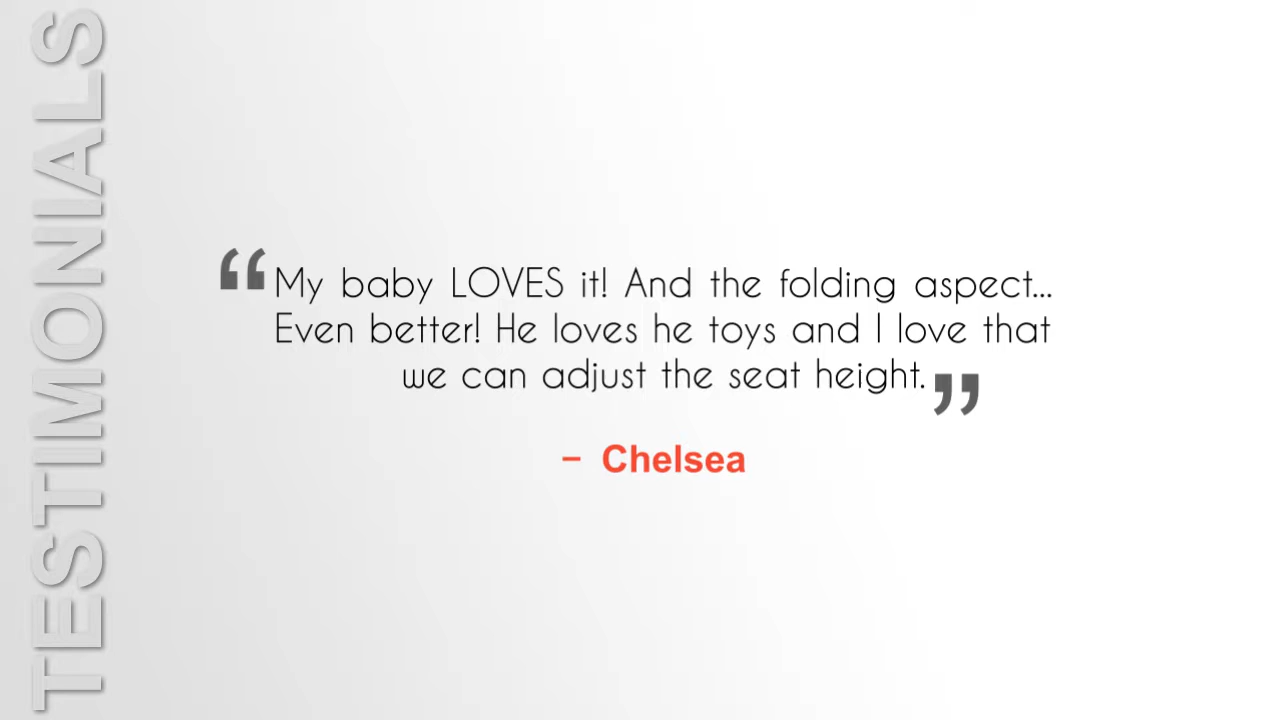 TESTIMONIALS
“My baby LOVES it! And the folding aspect...
Even better! He loves he toys and I love that
we can adjust the seat height.”
– Chelsea